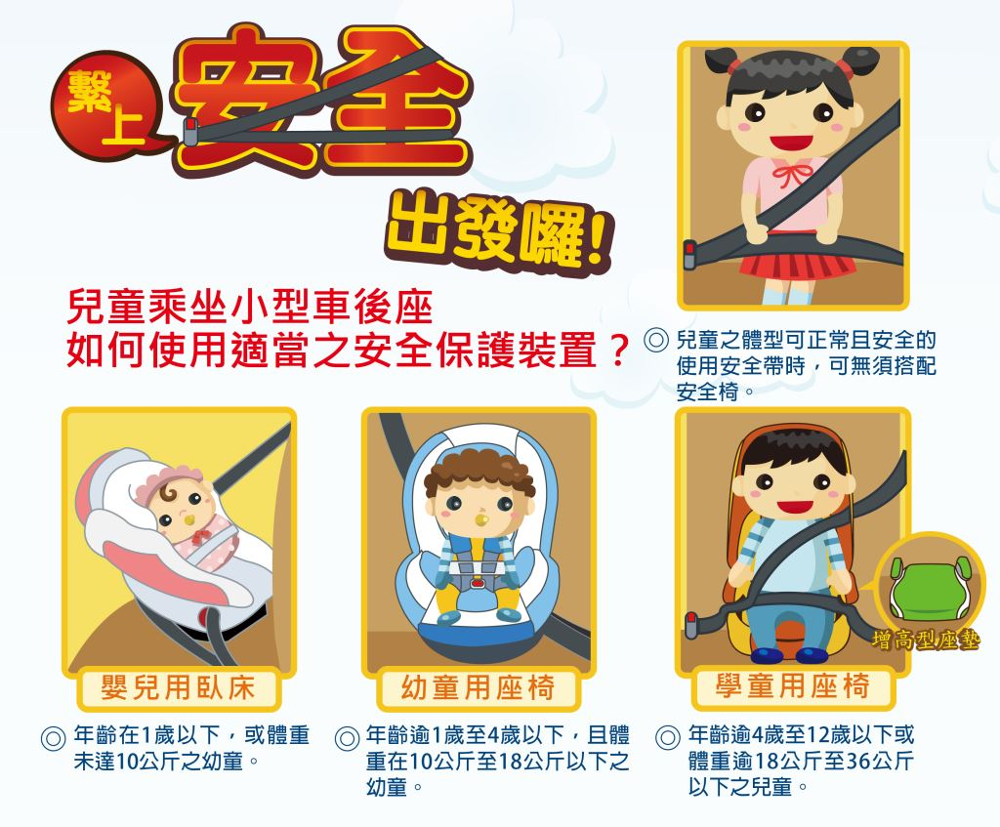 繫上
安全
出發囉!
兒童乘坐小型車後座
如何使用適當之安全保護裝置?
◎ 兒童之體型可正常且安全的
使用安全帶時,可無須搭配
安全椅。
嬰兒用臥床
◎ 年齡在1歲以下,或體重
未達10公斤之幼童。
幼童用座椅
◎ 年齡逾1歲至4歲以下,且體
重在10公斤至18公斤以下之
幼童。
增高型座墊
學童用座椅
◎ 年齡逾4歲至12歲以下或
體重逾18公斤至36公斤
以下之兒童。